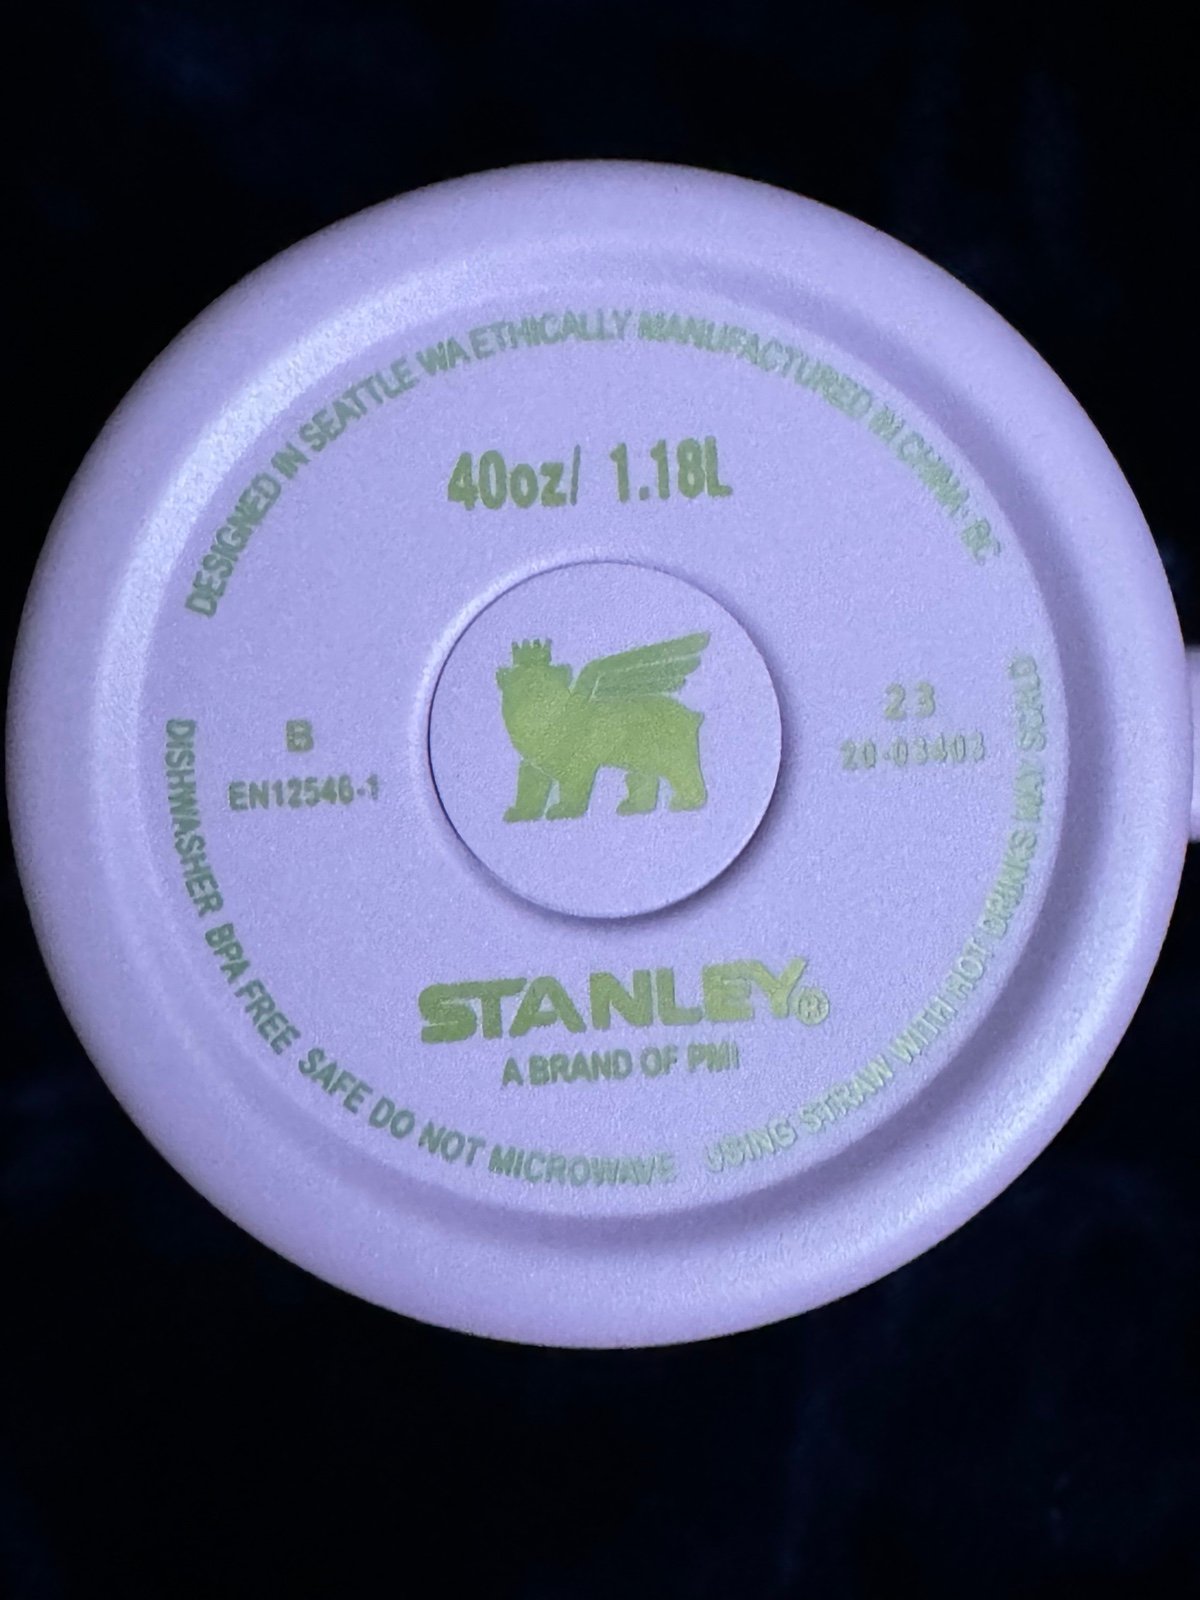 DESIGNED IN SEATTLE WA ETHICALLY MANUFACTURED IN CHINA· BC
40oz/ 1.18L
B
EN12546-1
23
20-03403
STANLEY®
A BRAND OF PMI
DISHWASHER BPA FREE SAFE DO NOT MICROWAVE USING STRAW WITH HOT DRINKS MAY SCALD